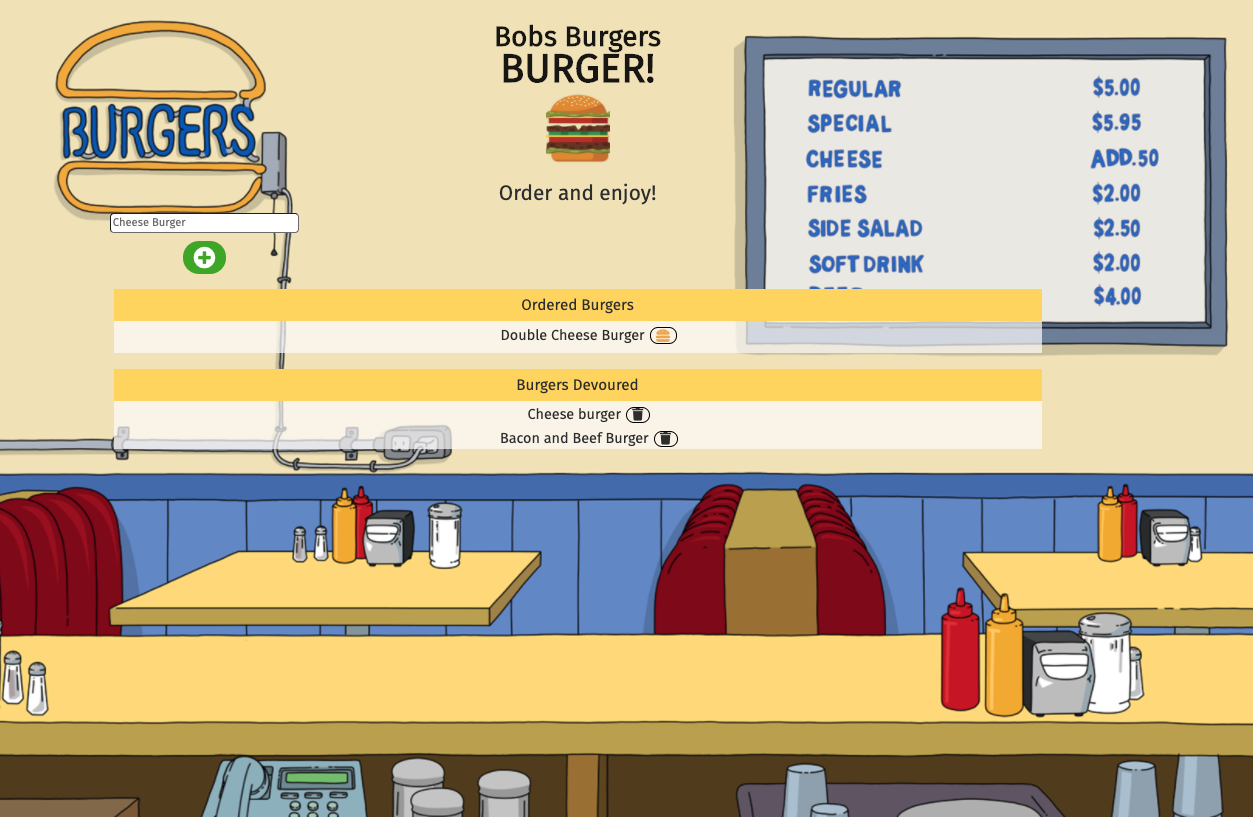 BURGERS
Cheese Burger
Bobs Burgers
BURGER!
Order and enjoy!
REGULAR $5.00
SPECIAL $5.95
CHEESE ADD.50
FRIES $2.00
SIDE SALAD $2.50
SOFT DRINK $2.00
$4.00
Ordered Burgers
Double Cheese Burger
Burgers Devoured
Cheese burger
Bacon and Beef Burger